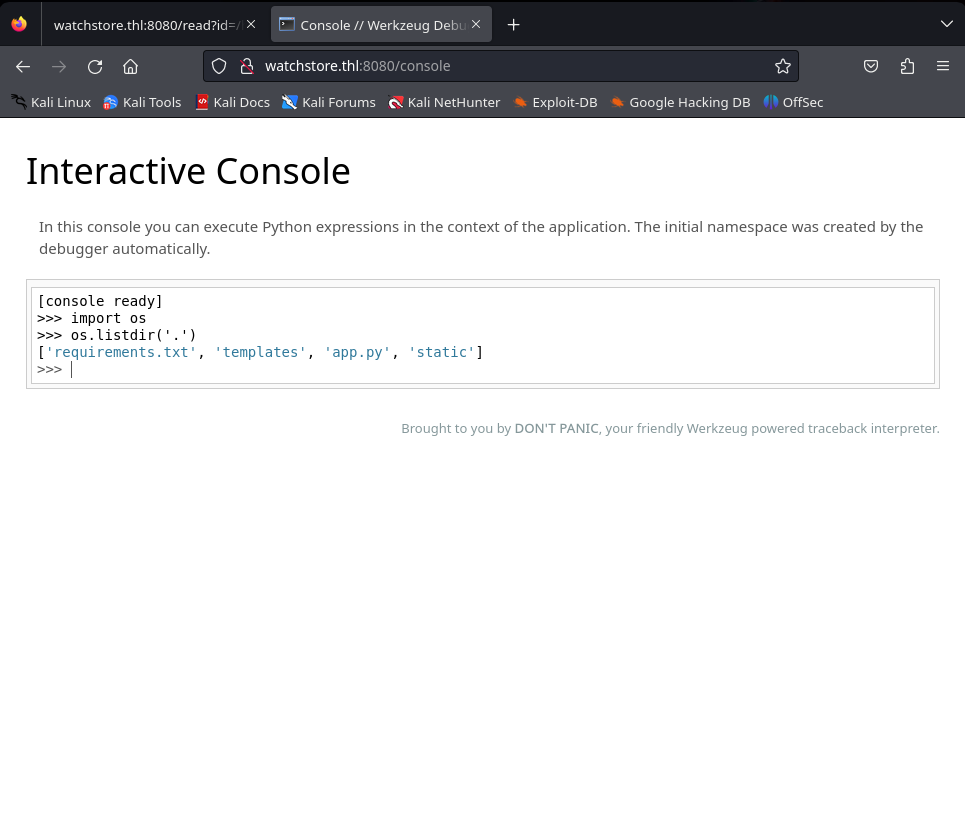 watchstore.thl:8080/read?id=/
Console // Werkzeug Debu
watchstore.thl:8080/console
Kali Linux Kali Tools Kali Docs Kali Forums Kali NetHunter Exploit-DB Google Hacking DB OffSec
Interactive Console
In this console you can execute Python expressions in the context of the application. The initial namespace was created by the
debugger automatically.
[console ready]
>>> import os
>>> os.listdir('.')
['requirements.txt', 'templates', 'app.py', 'static']
>>>
Brought to you by DON'T PANIC, your friendly Werkzeug powered traceback interpreter.